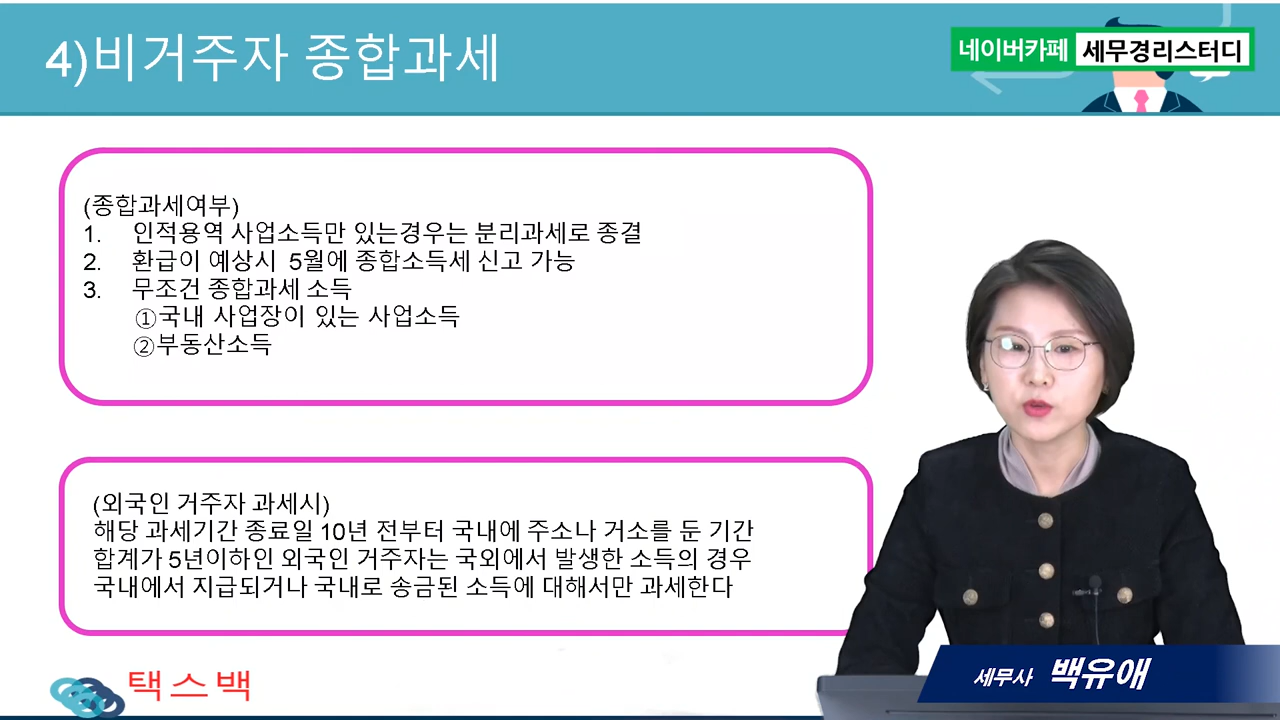 4)비거주자 종합과세
네이버카페 세무경리스터디
(종합과세여부)
1. 인적용역 사업소득만 있는경우는 분리과세로 종결
2. 환급이 예상시 5월에 종합소득세 신고 가능
3. 무조건 종합과세 소득
①국내 사업장이 있는 사업소득
②부동산소득
(외국인 거주자 과세시)
해당 과세기간 종료일 10년 전부터 국내에 주소나 거소를 둔 기간
합계가 5년이하인 외국인 거주자는 국외에서 발생한 소득의 경우
국내에서 지급되거나 국내로 송금된 소득에 대해서만 과세한다
택스백
세무사 백유애